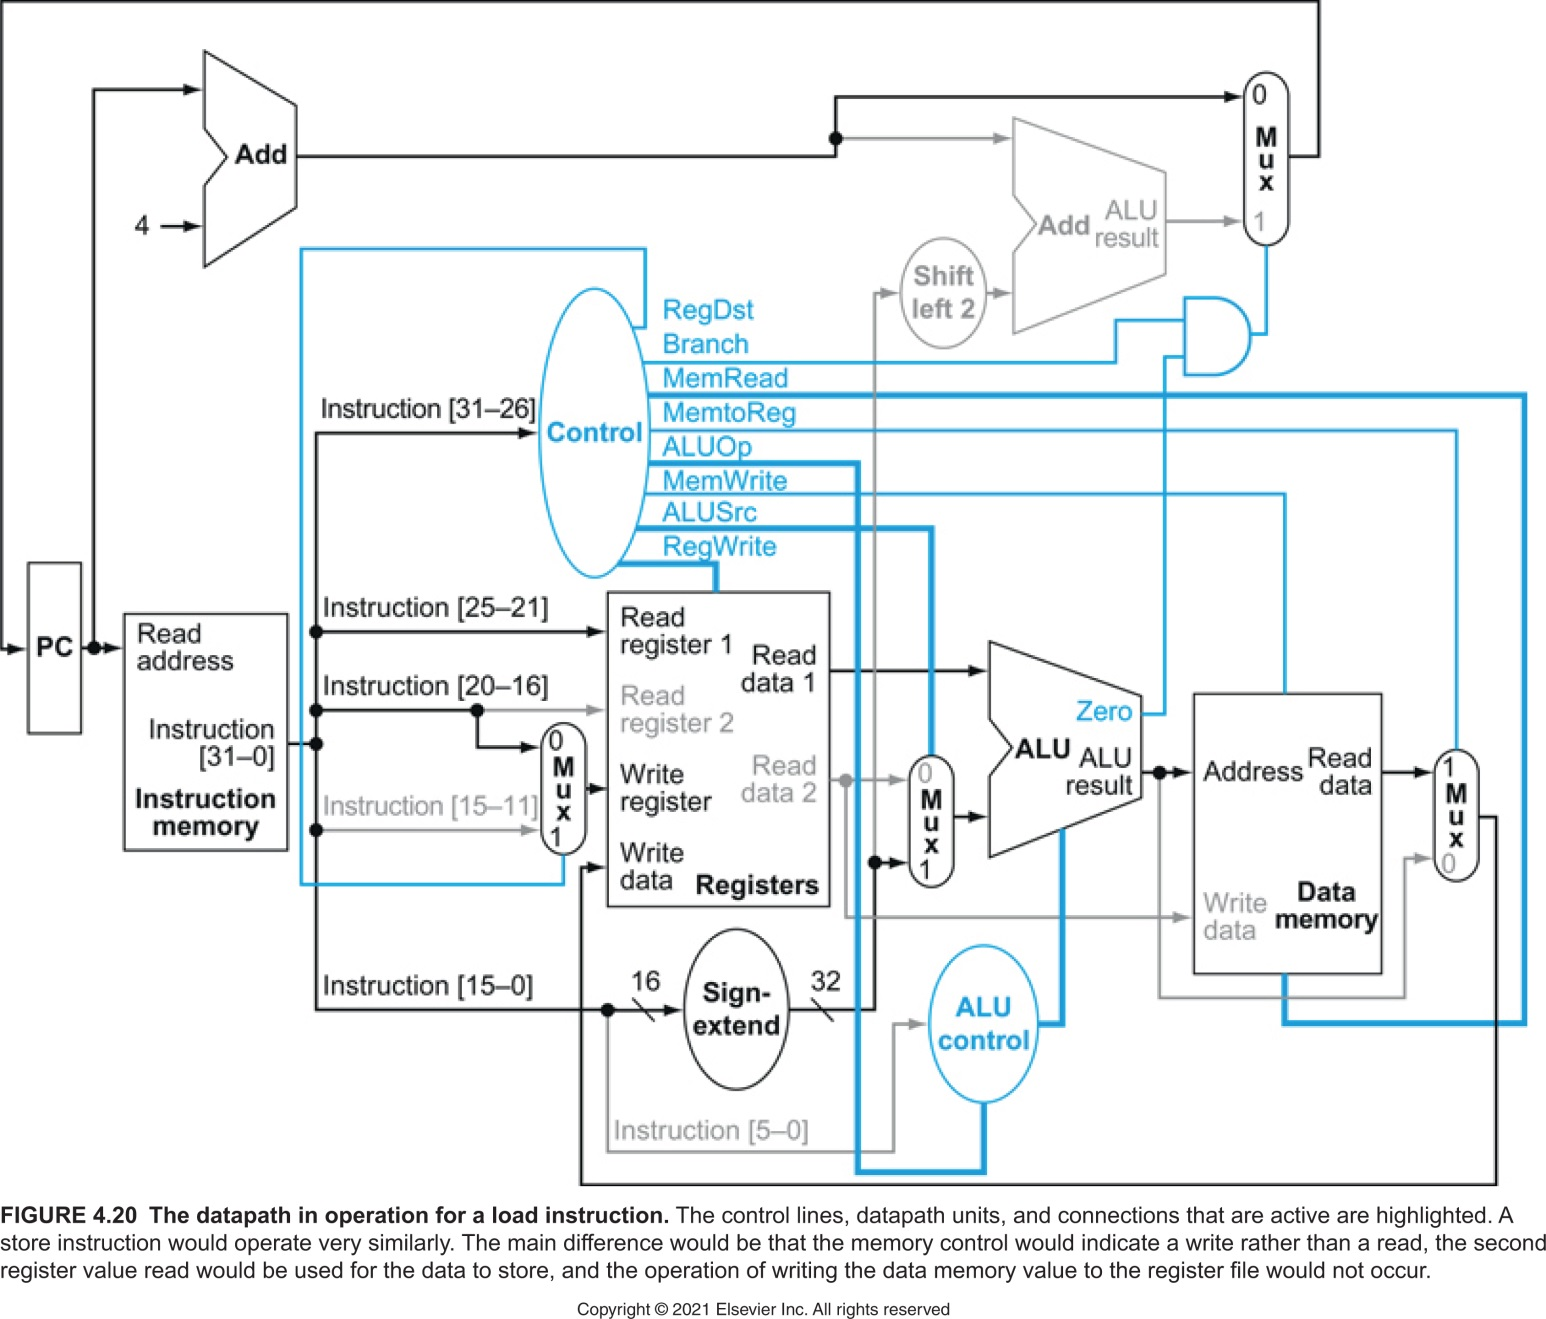 0
M
u
x
1
Add
4
Add
ALU
result
Shift
left 2
RegDst
Branch
MemRead
MemtoReg
ALUOp
MemWrite
ALUSrc
RegWrite
Instruction [31–26]
Control
PC
Read
address
Instruction
[31–0]
Instruction
memory
Instruction [25–21]
Instruction [20–16]
Instruction [15–11]
0
M
u
x
1
Read
register 1
Read
register 2
Write
register
Write
data
Read
data 1
Read
data 2
Registers
0
M
u
x
1
Zero
ALU
ALU
result
Address
Read
data
Write
data
Data
memory
1
M
u
x
0
Instruction [15–0]
16
Sign-
extend
32
ALU
control
Instruction [5–0]
FIGURE 4.20 The datapath in operation for a load instruction. The control lines, datapath units, and connections that are active are highlighted. A
store instruction would operate very similarly. The main difference would be that the memory control would indicate a write rather than a read, the second
register value read would be used for the data to store, and the operation of writing the data memory value to the register file would not occur.
Copyright © 2021 Elsevier Inc. All rights reserved